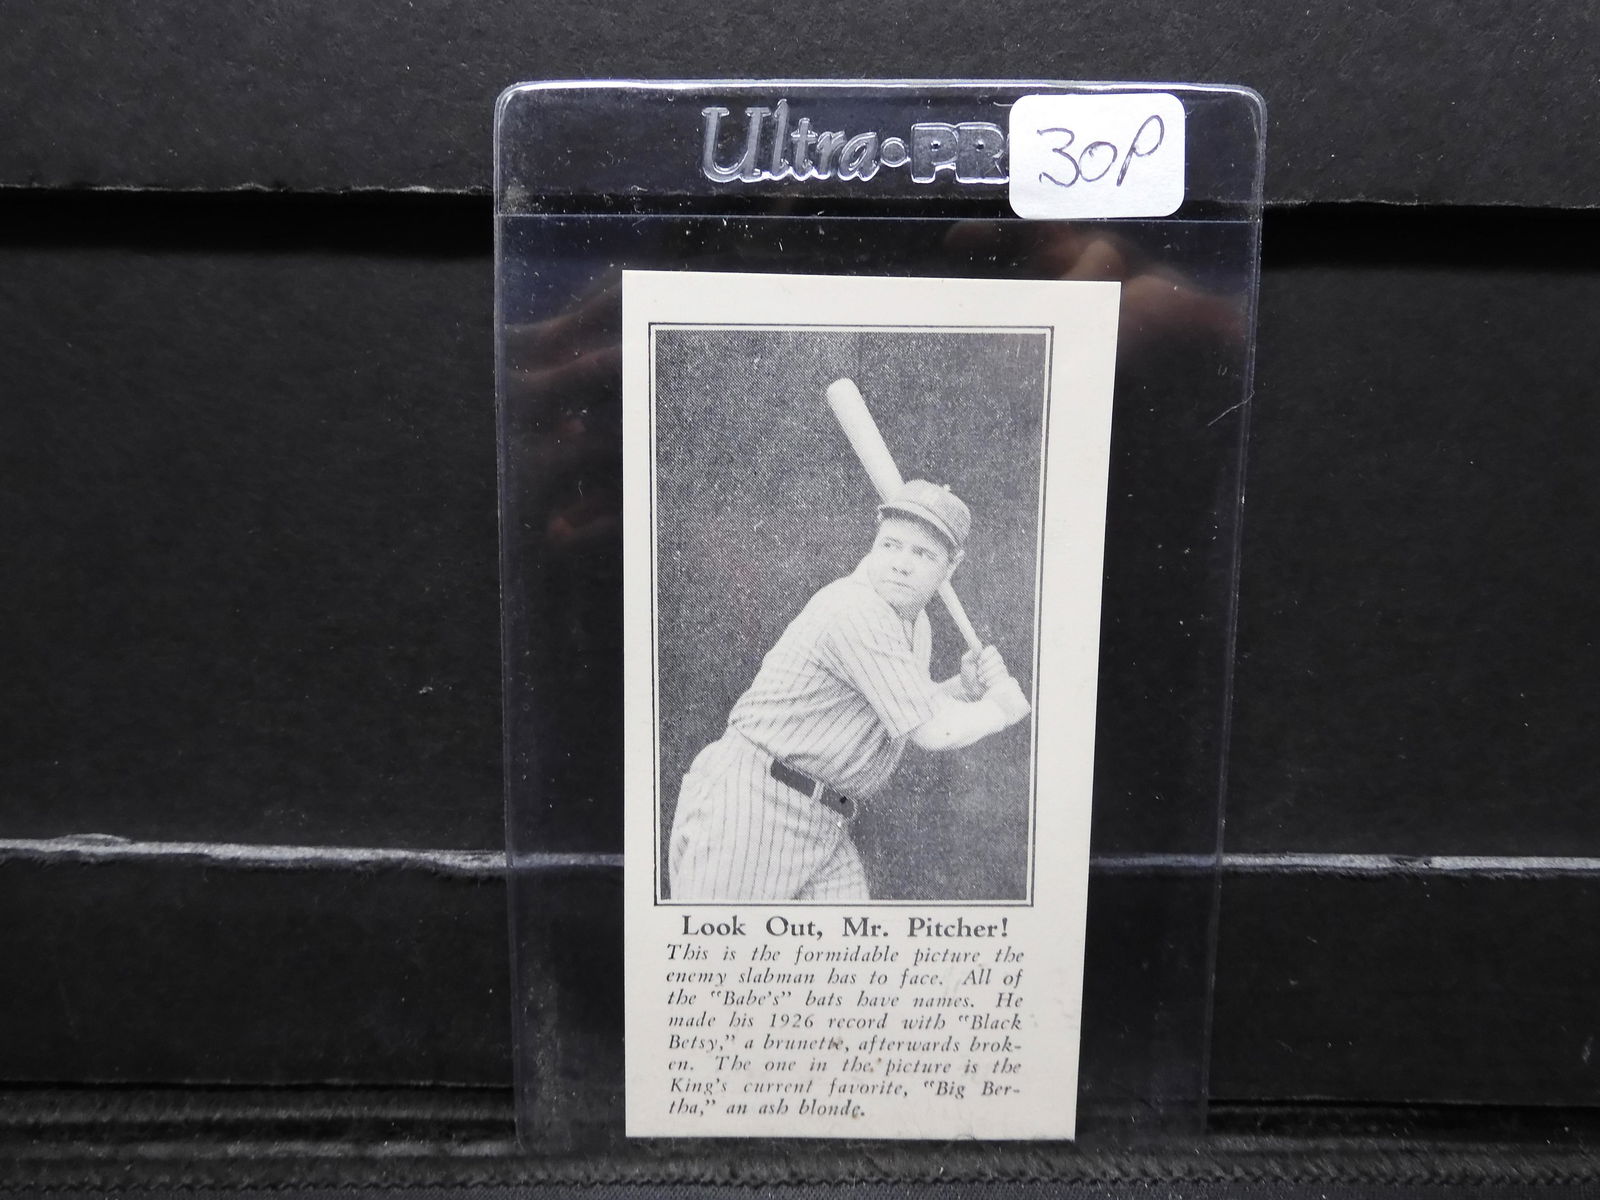 Ultra•PR
30P
Look Out, Mr. Pitcher!
This is the formidable picture the
enemy slabman has to face. All of
the "Babe's" bats have names. He
made his 1926 record with "Black
Betsy," a brunette, afterwards brok-
en. The one in the picture is the
King's current favorite, "Big Ber-
tha," an ash blonde.